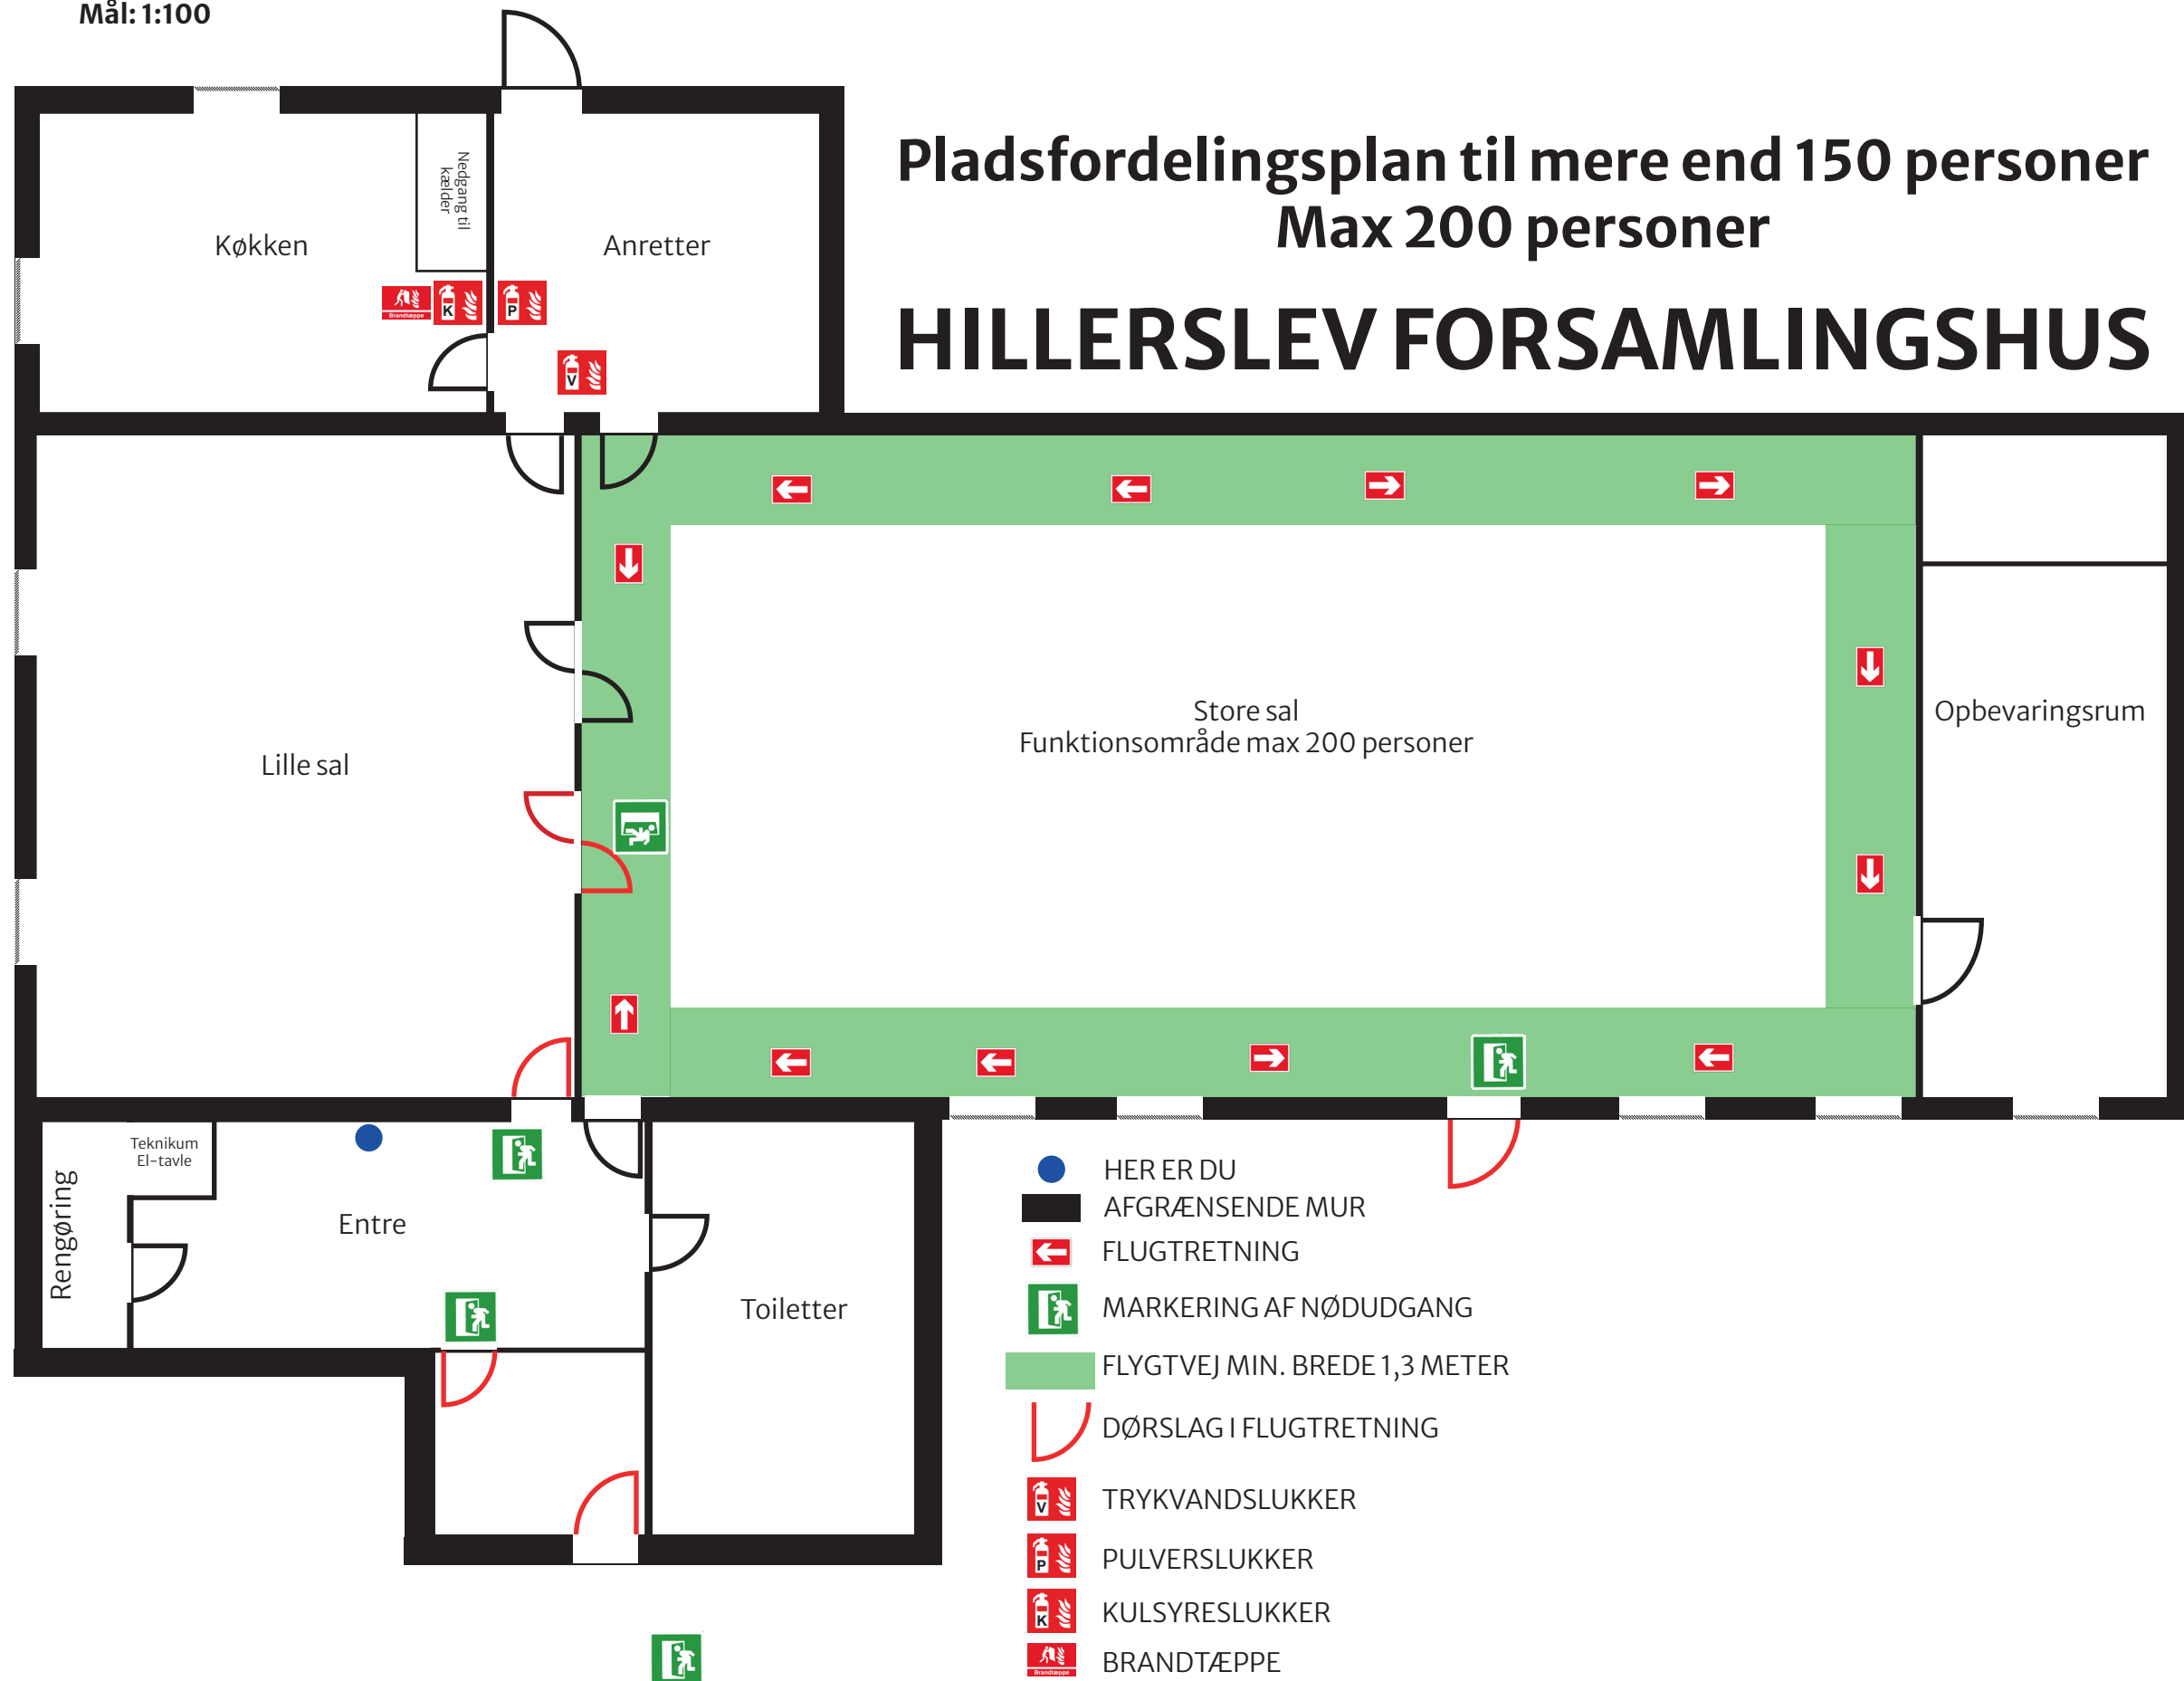 Mål: 1:100
Pladsfordelingsplan til mere end 150 personer
Max 200 personer
HILLERSLEV FORSAMLINGSHUS
Køkken
Nedgang til
kælder
Anretter
Brandtæppe
K
P
V
Store sal
Funktionsområde max 200 personer
Opbevaringsrum
Lille sal
Teknikum
El-tavle
Rengøring
Entre
Toiletter
HER ER DU
AFGRÆNSENDE MUR
FLUGTRETNING
MARKERING AF NØDUDGANG
FLYGTVEJ MIN. BREDE 1,3 METER
DØRSLAG I FLUGTRETNING
V
TRYKVANDSLUKKER
P
PULVERSLUKKER
K
KULSYRESLUKKER
Brandtæppe
BRANDTÆPPE